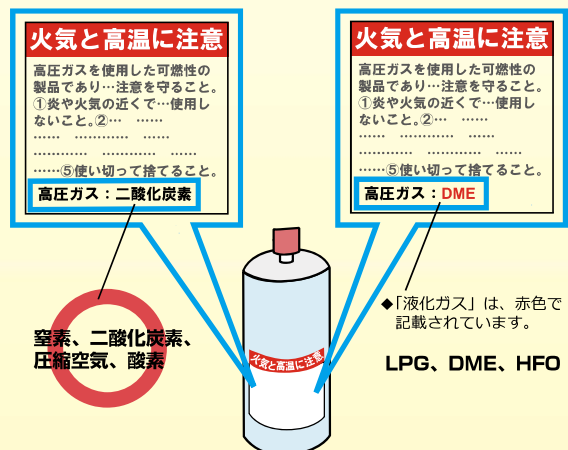 火気と高温に注意
高圧ガスを使用した可燃性の
製品であり…注意を守ること。
①炎や火気の近くで…使用し
ないこと。②… ……
…… ………… ……
………… ………… ……
……⑤使い切って捨てること。
高圧ガス：二酸化炭素
窒素、二酸化炭素、
圧縮空気、酸素
火気と高温に注意
高圧ガスを使用した可燃性の
製品であり…注意を守ること。
①炎や火気の近くで…使用し
ないこと。②… ……
…… ………… ……
………… ………… ……
……⑤使い切って捨てること。
高圧ガス：DME
◆「液化ガス」は、赤色で
記載されています。
LPG、DME、HFO
火気と高温に注意